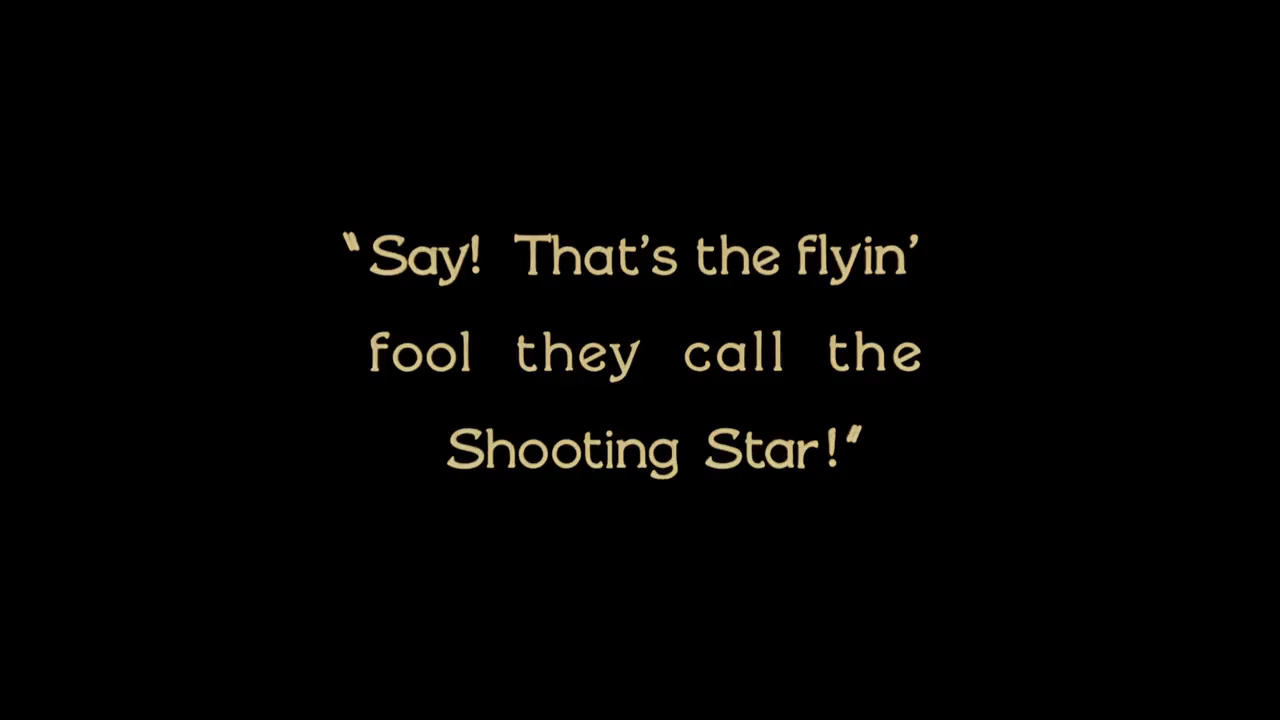 “Say! That’s the flyin’
fool they call the
Shooting Star!”